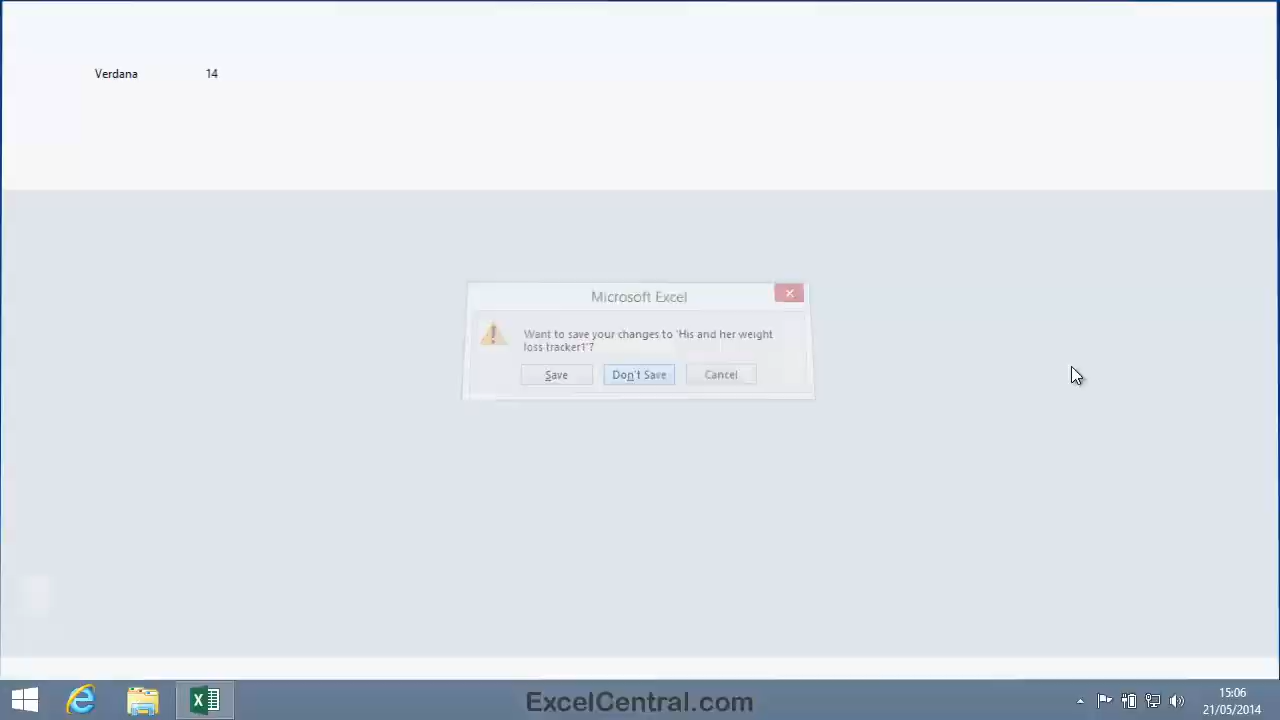 Verdana 14
Microsoft Excel
Want to save your changes to 'His and her weight
loss tracker1'?
Save Don't Save Cancel
ExcelCentral.com
15:06
21/05/2014